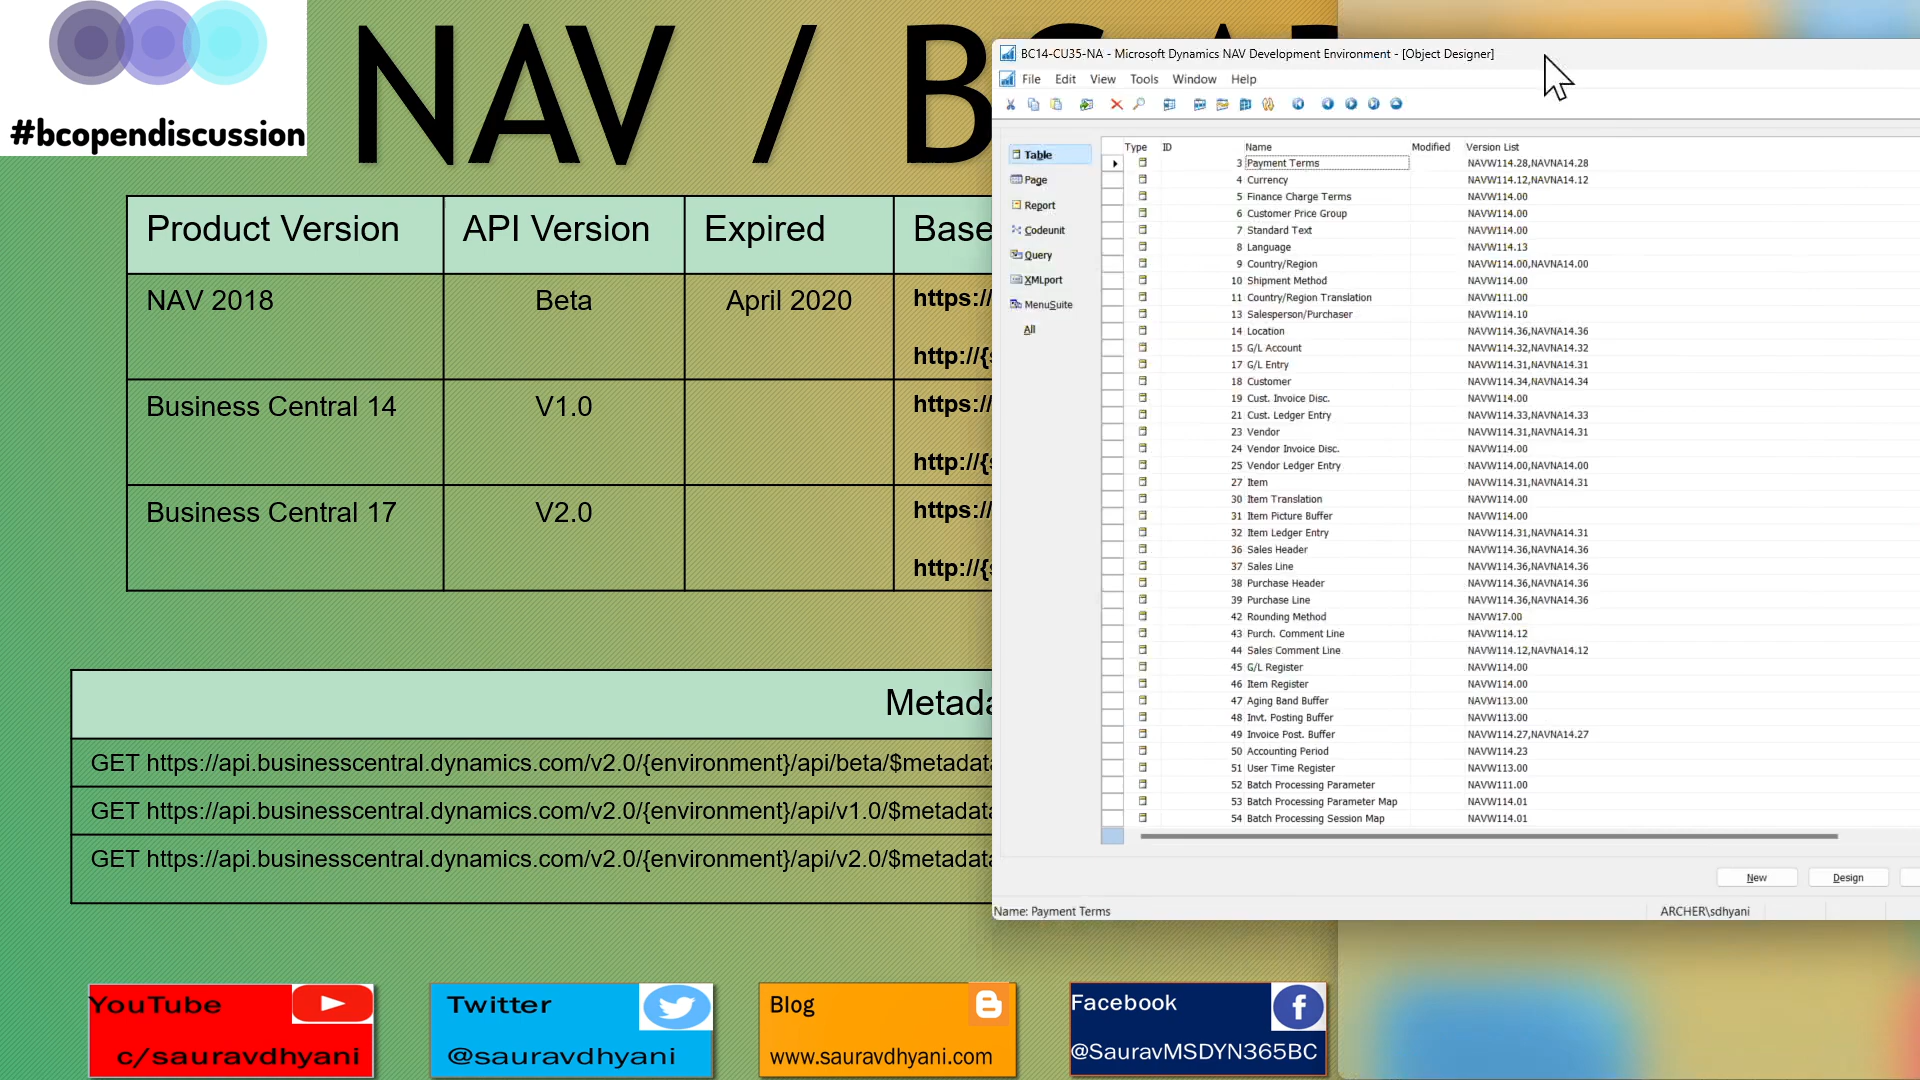 #bcopendiscussion
NAV / BC
Product Version API Version Expired Base
NAV 2018 Beta April 2020 https://
http://{
Business Central 14 V1.0 https://
http://{
Business Central 17 V2.0 https://
http://{
Metada
GET https://api.businesscentral.dynamics.com/v2.0/{environment}/api/beta/$metadata
GET https://api.businesscentral.dynamics.com/v2.0/{environment}/api/v1.0/$metadata
GET https://api.businesscentral.dynamics.com/v2.0/{environment}/api/v2.0/$metadata
BC14-CU35-NA - Microsoft Dynamics NAV Development Environment - [Object Designer]
File Edit View Tools Window Help
Table
Page
Report
Codeunit
Query
XMLport
MenuSuite
All
Type ID Name Modified Version List
3 Payment Terms NAVW114.28,NAVNA14.28
4 Currency NAVW114.12,NAVNA14.12
5 Finance Charge Terms NAVW114.00
6 Customer Price Group NAVW114.00
7 Standard Text NAVW114.00
8 Language NAVW114.13
9 Country/Region NAVW114.00,NAVNA14.00
10 Shipment Method NAVW114.00
11 Country/Region Translation NAVW111.00
13 Salesperson/Purchaser NAVW114.10
14 Location NAVW114.36,NAVNA14.36
15 G/L Account NAVW114.32,NAVNA14.32
17 G/L Entry NAVW114.31,NAVNA14.31
18 Customer NAVW114.34,NAVNA14.34
19 Cust. Invoice Disc. NAVW114.00
21 Cust. Ledger Entry NAVW114.33,NAVNA14.33
23 Vendor NAVW114.31,NAVNA14.31
24 Vendor Invoice Disc. NAVW114.00
25 Vendor Ledger Entry NAVW114.00,NAVNA14.00
27 Item NAVW114.31,NAVNA14.31
30 Item Translation NAVW114.00
31 Item Picture Buffer NAVW114.00
32 Item Ledger Entry NAVW114.31,NAVNA14.31
36 Sales Header NAVW114.36,NAVNA14.36
37 Sales Line NAVW114.36,NAVNA14.36
38 Purchase Header NAVW114.36,NAVNA14.36
39 Purchase Line NAVW114.36,NAVNA14.36
42 Rounding Method NAVW17.00
43 Purch. Comment Line NAVW114.12
44 Sales Comment Line NAVW114.12,NAVNA14.12
45 G/L Register NAVW114.00
46 Item Register NAVW114.00
47 Aging Band Buffer NAVW113.00
48 Invt. Posting Buffer NAVW113.00
49 Invoice Post. Buffer NAVW114.27,NAVNA14.27
50 Accounting Period NAVW114.23
51 User Time Register NAVW113.00
52 Batch Processing Parameter NAVW111.00
53 Batch Processing Parameter Map NAVW114.01
54 Batch Processing Session Map NAVW114.01
New Design
Name: Payment Terms ARCHER\sdhyani
YouTube
c/sauravdhyani
Twitter
@sauravdhyani
Blog
www.sauravdhyani.com
Facebook
@SauravMSDYN365BC